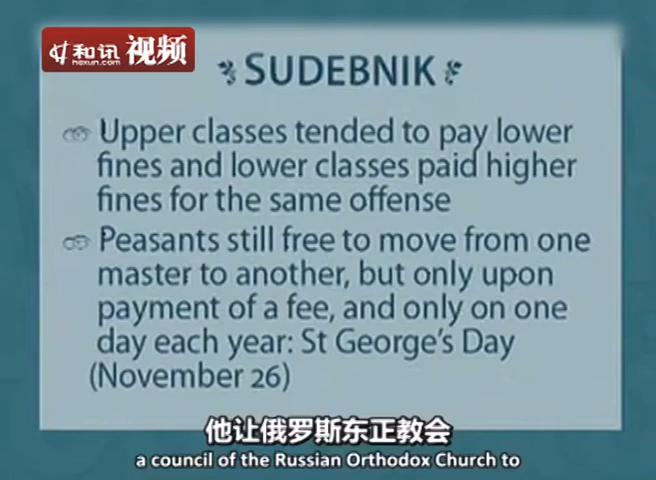 和讯 视频
hexun.com
SUDEBNIK
Upper classes tended to pay lower
fines and lower classes paid higher
fines for the same offense
Peasants still free to move from one
master to another, but only upon
payment of a fee, and only on one
day each year: St George's Day
(November 26)
他让俄罗斯东正教会
a council of the Russian Orthodox Church to